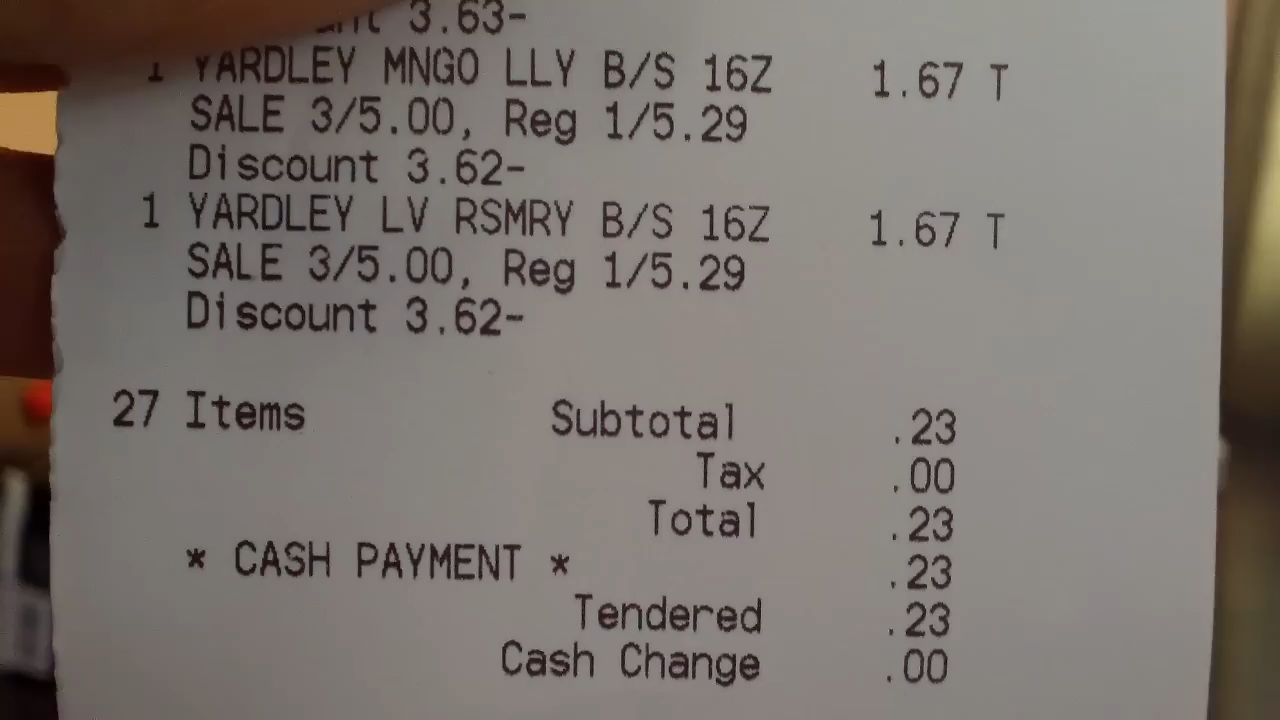 3.63-
1 YARDLEY MNGO LLY B/S 16Z 1.67 T
SALE 3/5.00, Reg 1/5.29
Discount 3.62-
1 YARDLEY LV RSMRY B/S 16Z 1.67 T
SALE 3/5.00, Reg 1/5.29
Discount 3.62-
27 Items Subtotal .23
Tax .00
Total .23
* CASH PAYMENT * .23
Tendered .23
Cash Change .00